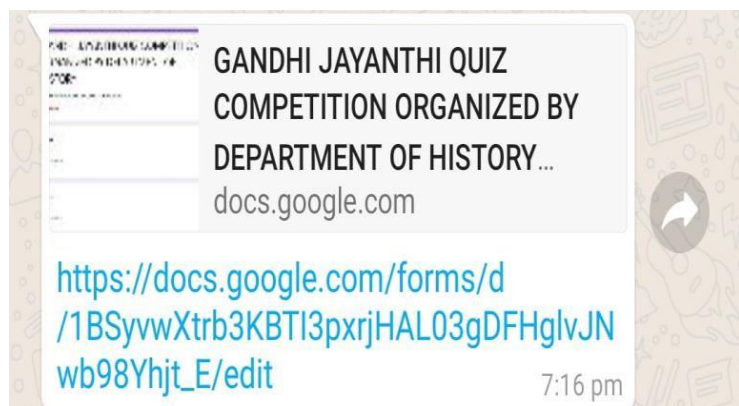 GANDHI JAYANTHI QUIZ
COMPETITION ORGANIZED BY
DEPARTMENT OF HISTORY...
docs.google.com
https://docs.google.com/forms/d
/1BSyvwXtrb3KBTI3pxrjHAL03gDFHglvJN
wb98Yhjt_E/edit
7:16 pm